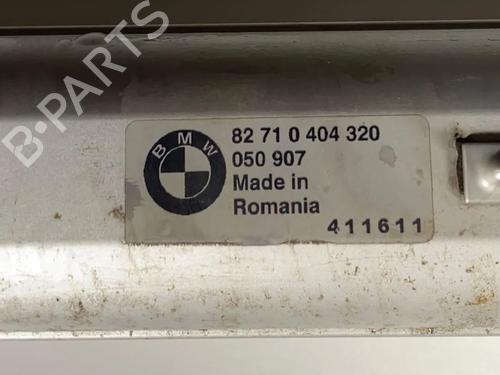 B-PARTS
BMW
82 71 0 404 320
050 907
Made in
Romania
411611